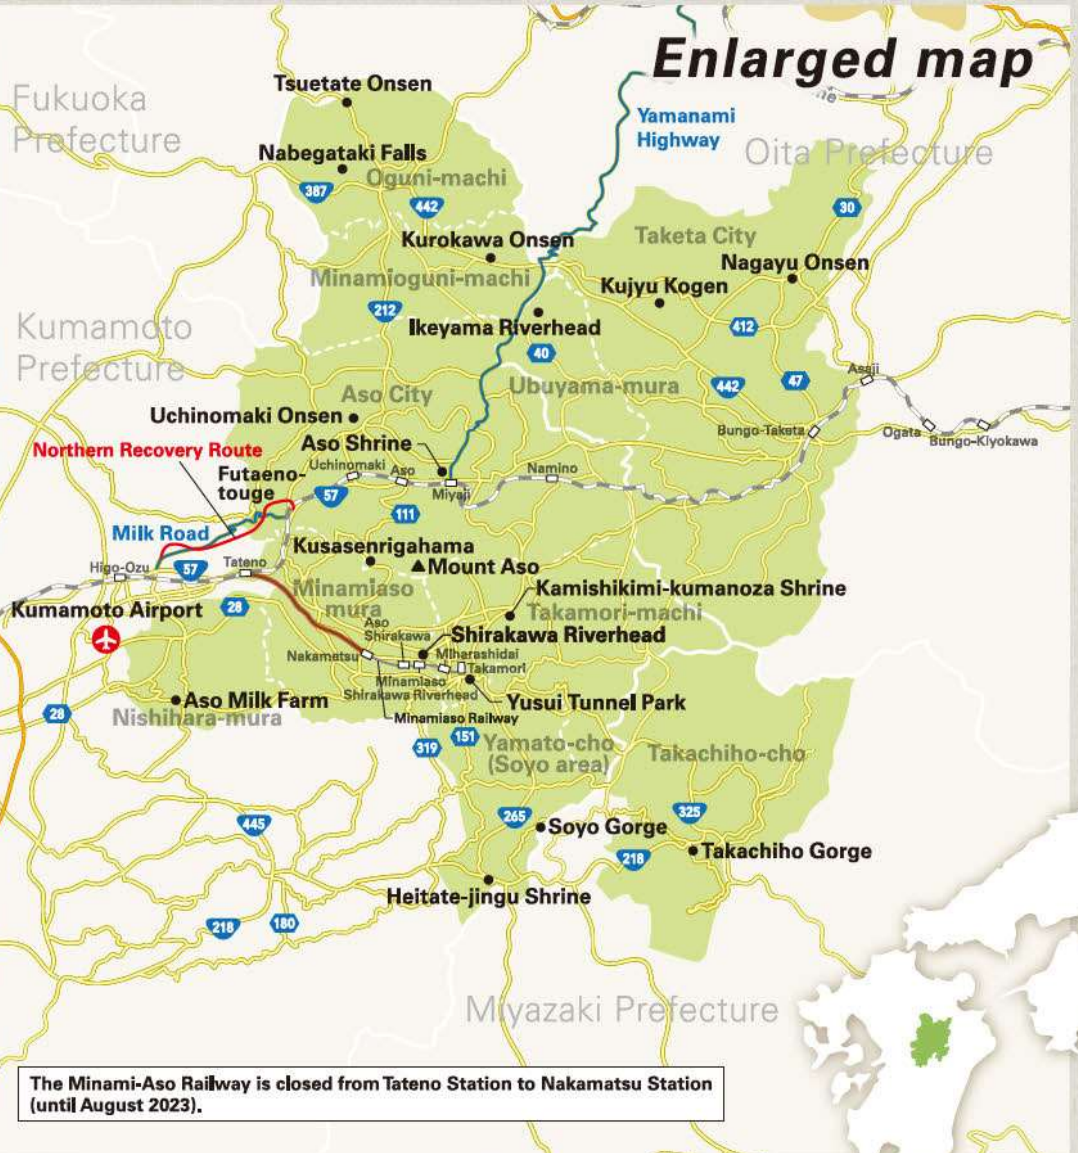 Enlarged map
Fukuoka
Prefecture
Tsuetate Onsen
Yamanami
Highway
Oita Prefecture
Nabegataki Falls
Oguni-machi
387
442
30
Kurokawa Onsen
Taketa City
Minamioguni-machi
Nagayu Onsen
Kujyu Kogen
212
Kumamoto
Prefecture
Ikeyama Riverhead
412
40
Aso City
Ubuyama-mura
442
47
Asaji
Uchinomaki Onsen
Bungo-Taketa
Ogata
Bungo-Kiyokawa
Northern Recovery Route
Aso Shrine
Futaeno-
touge
Uchinomaki
Aso
Namino
57
Miyaji
111
Milk Road
Higo-Ozu
57
Tateno
Kusasenrigahama
Mount Aso
Minamiaso
mura
Kamishikimi-kumanoza Shrine
Kumamoto Airport
28
Takamori-machi
Aso
Shirakawa
Shirakawa Riverhead
Nakamatsu
Miharashidai
Takamori
Minamiaso
Shirakawa Riverhead
Aso Milk Farm
Yusui Tunnel Park
Nishihara-mura
28
Minamiaso Railway
319
151
Yamato-cho
(Soyo area)
Takachiho-cho
265
325
445
Soyo Gorge
218
Takachiho Gorge
Heitate-jingu Shrine
218
180
Miyazaki Prefecture
The Minami-Aso Railway is closed from Tateno Station to Nakamatsu Station
(until August 2023).